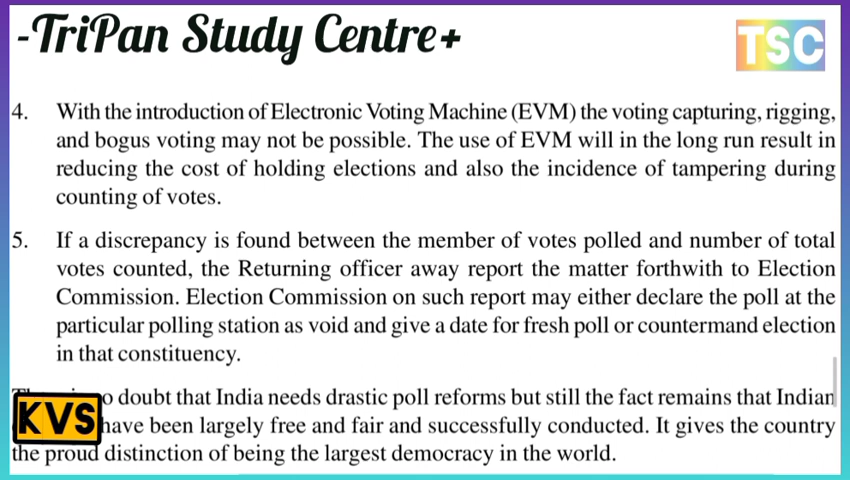 -TriPan Study Centre+
TSC
4. With the introduction of Electronic Voting Machine (EVM) the voting capturing, rigging,
and bogus voting may not be possible. The use of EVM will in the long run result in
reducing the cost of holding elections and also the incidence of tampering during
counting of votes.
5. If a discrepancy is found between the member of votes polled and number of total
votes counted, the Returning officer away report the matter forthwith to Election
Commission. Election Commission on such report may either declare the poll at the
particular polling station as void and give a date for fresh poll or countermand election
in that constituency.
doubt that India needs drastic poll reforms but still the fact remains that Indian
KVS have been largely free and fair and successfully conducted. It gives the country
the proud distinction of being the largest democracy in the world.